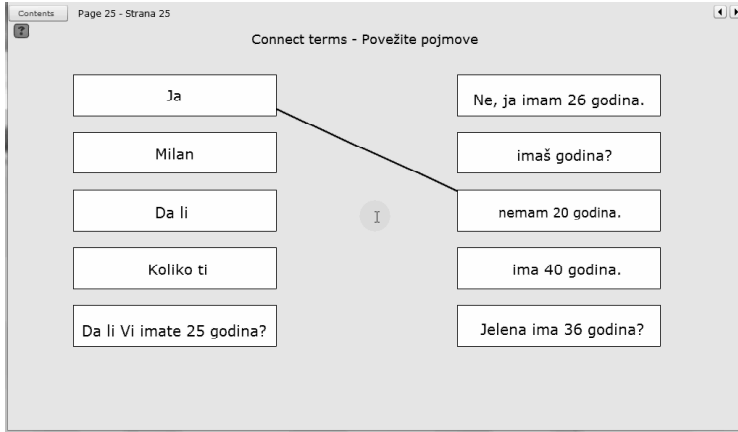 Contents Page 25 - Strana 25
?
Connect terms - Povežite pojmove
Ja
Ne, ja imam 26 godina.
Milan
imaš godina?
Da li
nemam 20 godina.
Koliko ti
ima 40 godina.
Da li Vi imate 25 godina?
Jelena ima 36 godina?